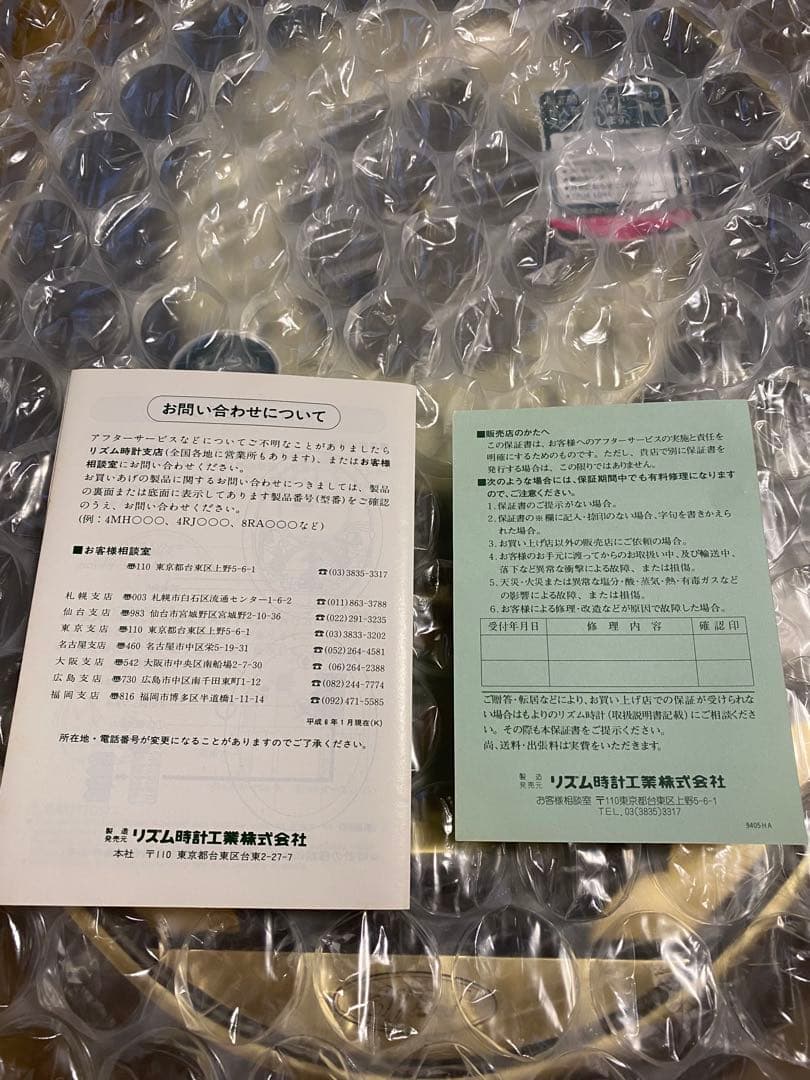 お問い合わせについて
アフターサービスなどについてご不明なことがありましたら
リズム時計支店(全国各地に営業所もあります)、またはお客様
相談室にお問い合わせください。
お買いあげの製品に関するお問い合わせにつきましては、製品
の裏面または底面に表示してあります製品番号(型番)をご確認
のうえ、お問い合わせください。
(例：4MH○○○、4RJ○○○、8RA○○○など)
■お客様相談室
〠110 東京都台東区上野5-6-1 ☎(03)3835-3317
札幌支店 〠003 札幌市白石区流通センター1-6-2 ☎(011)863-3788
仙台支店 〠983 仙台市宮城野区宮城野2-10-36 ☎(022)291-3235
東京支店 〠110 東京都台東区上野5-6-1 ☎(03)3833-3202
名古屋支店 〠460 名古屋市中区栄5-19-31 ☎(052)264-4581
大阪支店 〠542 大阪市中央区南船場2-7-30 ☎(06)264-2388
広島支店 〠730 広島市中区南千田東町1-12 ☎(082)244-7774
福岡支店 〠816 福岡市博多区半道橋1-11-14 ☎(092)471-5585
平成6年1月現在(K)
所在地・電話番号が変更になることがありますのでご了承ください。
製造
発売元 リズム時計工業株式会社
本社 〒110 東京都台東区台東2-27-7
■販売店のかたへ
この保証書は、お客様へのアフターサービスの実施と責任を
明確にするためのものです。ただし、貴店で別に保証書を
発行する場合は、この限りではありません。
■次のような場合には、保証期間中でも有料修理になります
ので、ご注意ください。
1.保証書のご提示がない場合。
2.保証書の※欄に記入・捺印のない場合、字句を書きかえら
れた場合。
3.お買い上げ店以外の販売店にご依頼の場合。
4.お客様のお手元に渡ってからのお取扱い中、及び輸送中、
落下など異常な衝撃による故障、または損傷。
5.天災・火災または異常な塩分・酸・蒸気・熱・有毒ガスなど
の影響による故障、または損傷。
6.お客様による修理・改造などが原因で故障した場合。
受付年月日 修理内容 確認印
ご贈答・転居などにより、お買い上げ店での保証が受けられな
い場合はもよりのリズム時計(取扱説明書記載)にご相談くださ
い。その際も本保証書をご提示ください。
尚、送料・出張料は実費をいただきます。
製造
発売元 リズム時計工業株式会社
お客様相談室 〒110東京都台東区上野5-6-1
TEL.03(3835)3317
9405HA